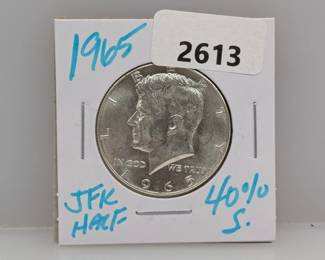 1965
2613
LIBERTY
IN GOD WE TRUST
1965
JFK HALF
40% S.